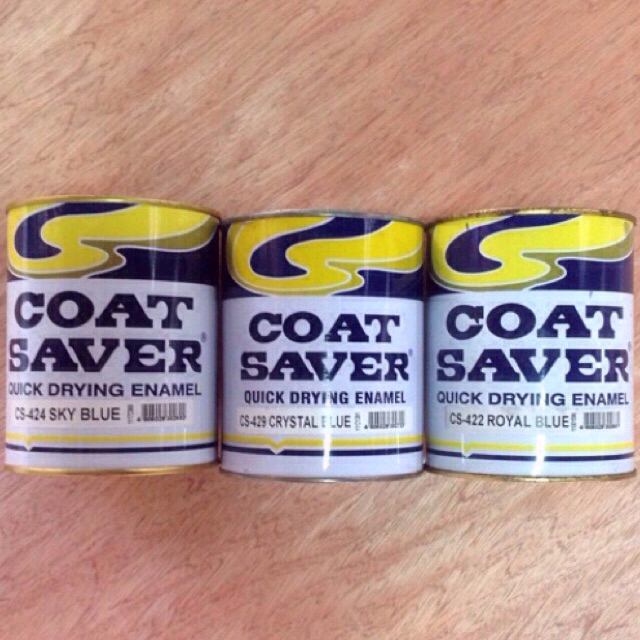 COAT
SAVER®
QUICK DRYING ENAMEL
CS-424 SKY BLUE
COAT
SAVER®
QUICK DRYING ENAMEL
CS-429 CRYSTAL BLUE
COAT
SAVER®
QUICK DRYING ENAMEL
CS-422 ROYAL BLUE